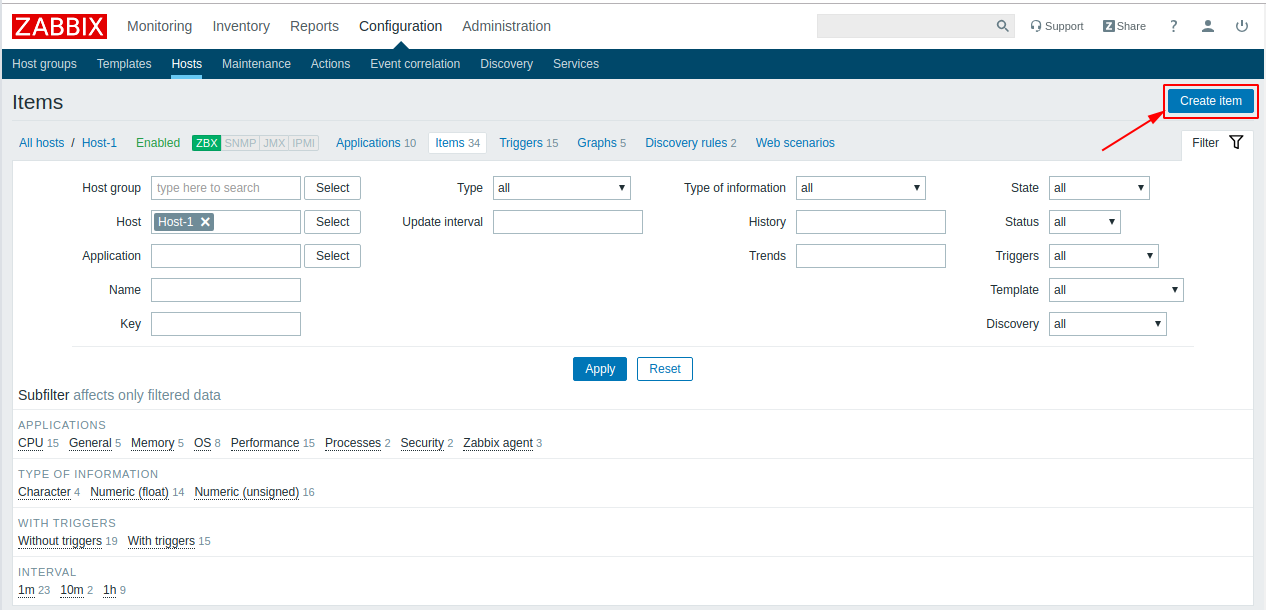 ZABBIX Monitoring Inventory Reports Configuration Administration Support Z Share ?
Host groups Templates Hosts Maintenance Actions Event correlation Discovery Services
Items Create item
All hosts / Host-1 Enabled ZBX SNMP JMX IPMI Applications 10 Items 34 Triggers 15 Graphs 5 Discovery rules 2 Web scenarios Filter
Host group type here to search Select Type all Type of information all State all
Host Host-1 Select Update interval History Status all
Application Select Trends Triggers all
Name Template all
Key Discovery all
Apply Reset
Subfilter affects only filtered data
APPLICATIONS
CPU 15 General 5 Memory 5 OS 8 Performance 15 Processes 2 Security 2 Zabbix agent 3
TYPE OF INFORMATION
Character 4 Numeric (float) 14 Numeric (unsigned) 16
WITH TRIGGERS
Without triggers 19 With triggers 15
INTERVAL
1m 23 10m 2 1h 9